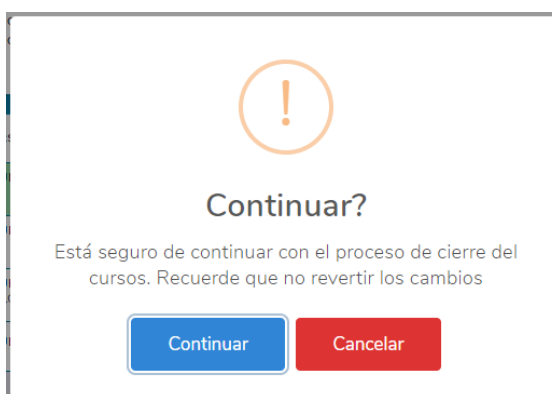 !
Continuar?
Está seguro de continuar con el proceso de cierre del
cursos. Recuerde que no revertir los cambios
Continuar
Cancelar